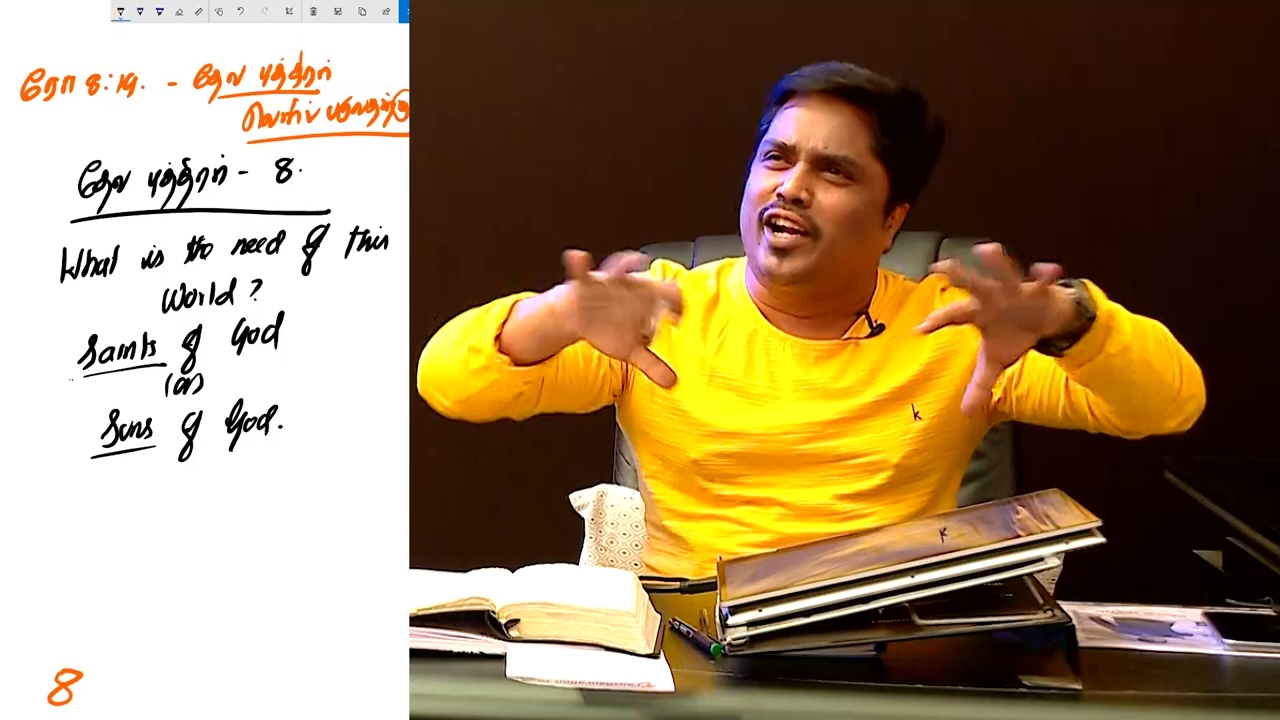 ரோ 8:19. - தேவ புத்திரர்
வெளிப்படுவதற்கு
தேவ புத்திரர் - 8.
What is the need of this
World?
Saints of God
(or)
Sons of God.
8
k
k